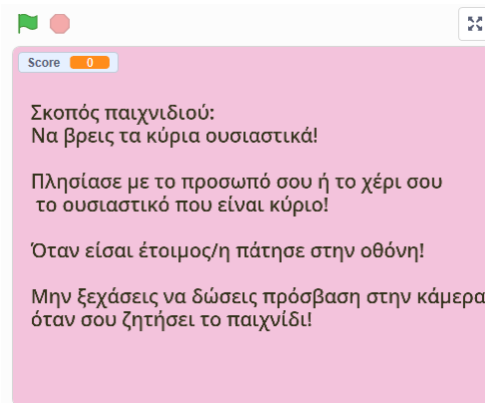 Score 0
Σκοπός παιχνιδιού:
Να βρεις τα κύρια ουσιαστικά!
Πλησίασε με το προσωπό σου ή το χέρι σου
το ουσιαστικό που είναι κύριο!
Όταν είσαι έτοιμος/η πάτησε στην οθόνη!
Μην ξεχάσεις να δώσεις πρόσβαση στην κάμερα
όταν σου ζητήσει το παιχνίδι!